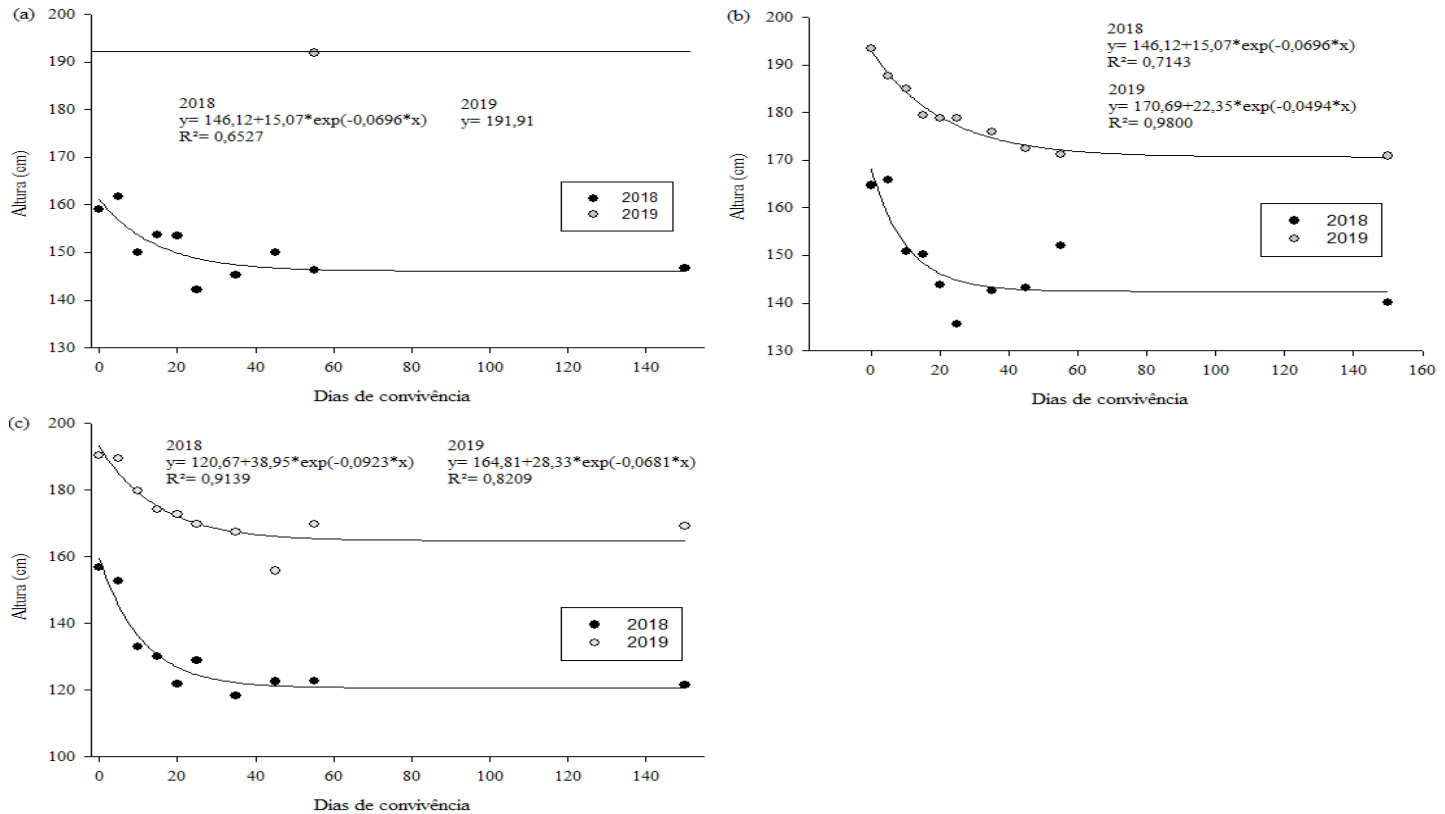 (a)
200
190
180
170
160
150
140
130
Altura (cm)
2018
y= 146,12+15,07*exp(-0,0696*x)
R²= 0,6527
2019
y= 191,91
2018
2019
0 20 40 60 80 100 120 140
Dias de convivência
(b)
200
190
180
170
160
150
140
130
Altura (cm)
2018
y= 146,12+15,07*exp(-0,0696*x)
R²= 0,7143
2019
y= 170,69+22,35*exp(-0,0494*x)
R²= 0,9800
2018
2019
0 20 40 60 80 100 120 140 160
Dias de convivência
(c)
200
180
160
140
120
100
Altura (cm)
2018
y= 120,67+38,95*exp(-0,0923*x)
R²= 0,9139
2019
y= 164,81+28,33*exp(-0,0681*x)
R²= 0,8209
2018
2019
0 20 40 60 80 100 120 140
Dias de convivência